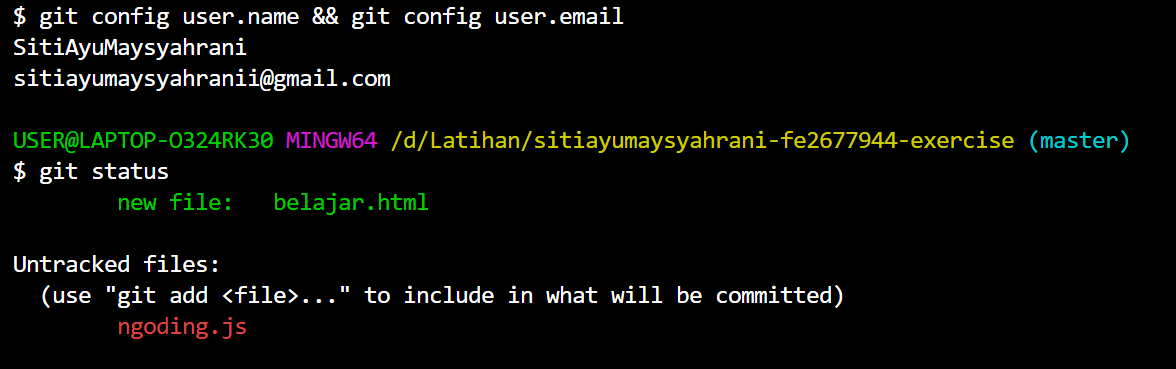 $ git config user.name && git config user.email
SitiAyuMaysyahrani
sitiayumaysyahranii@gmail.com
USER@LAPTOP-O324RK30 MINGW64 /d/Latihan/sitiayumaysyahrani-fe2677944-exercise (master)
$ git status
new file: belajar.html
Untracked files:
(use "git add <file>..." to include in what will be committed)
ngoding.js